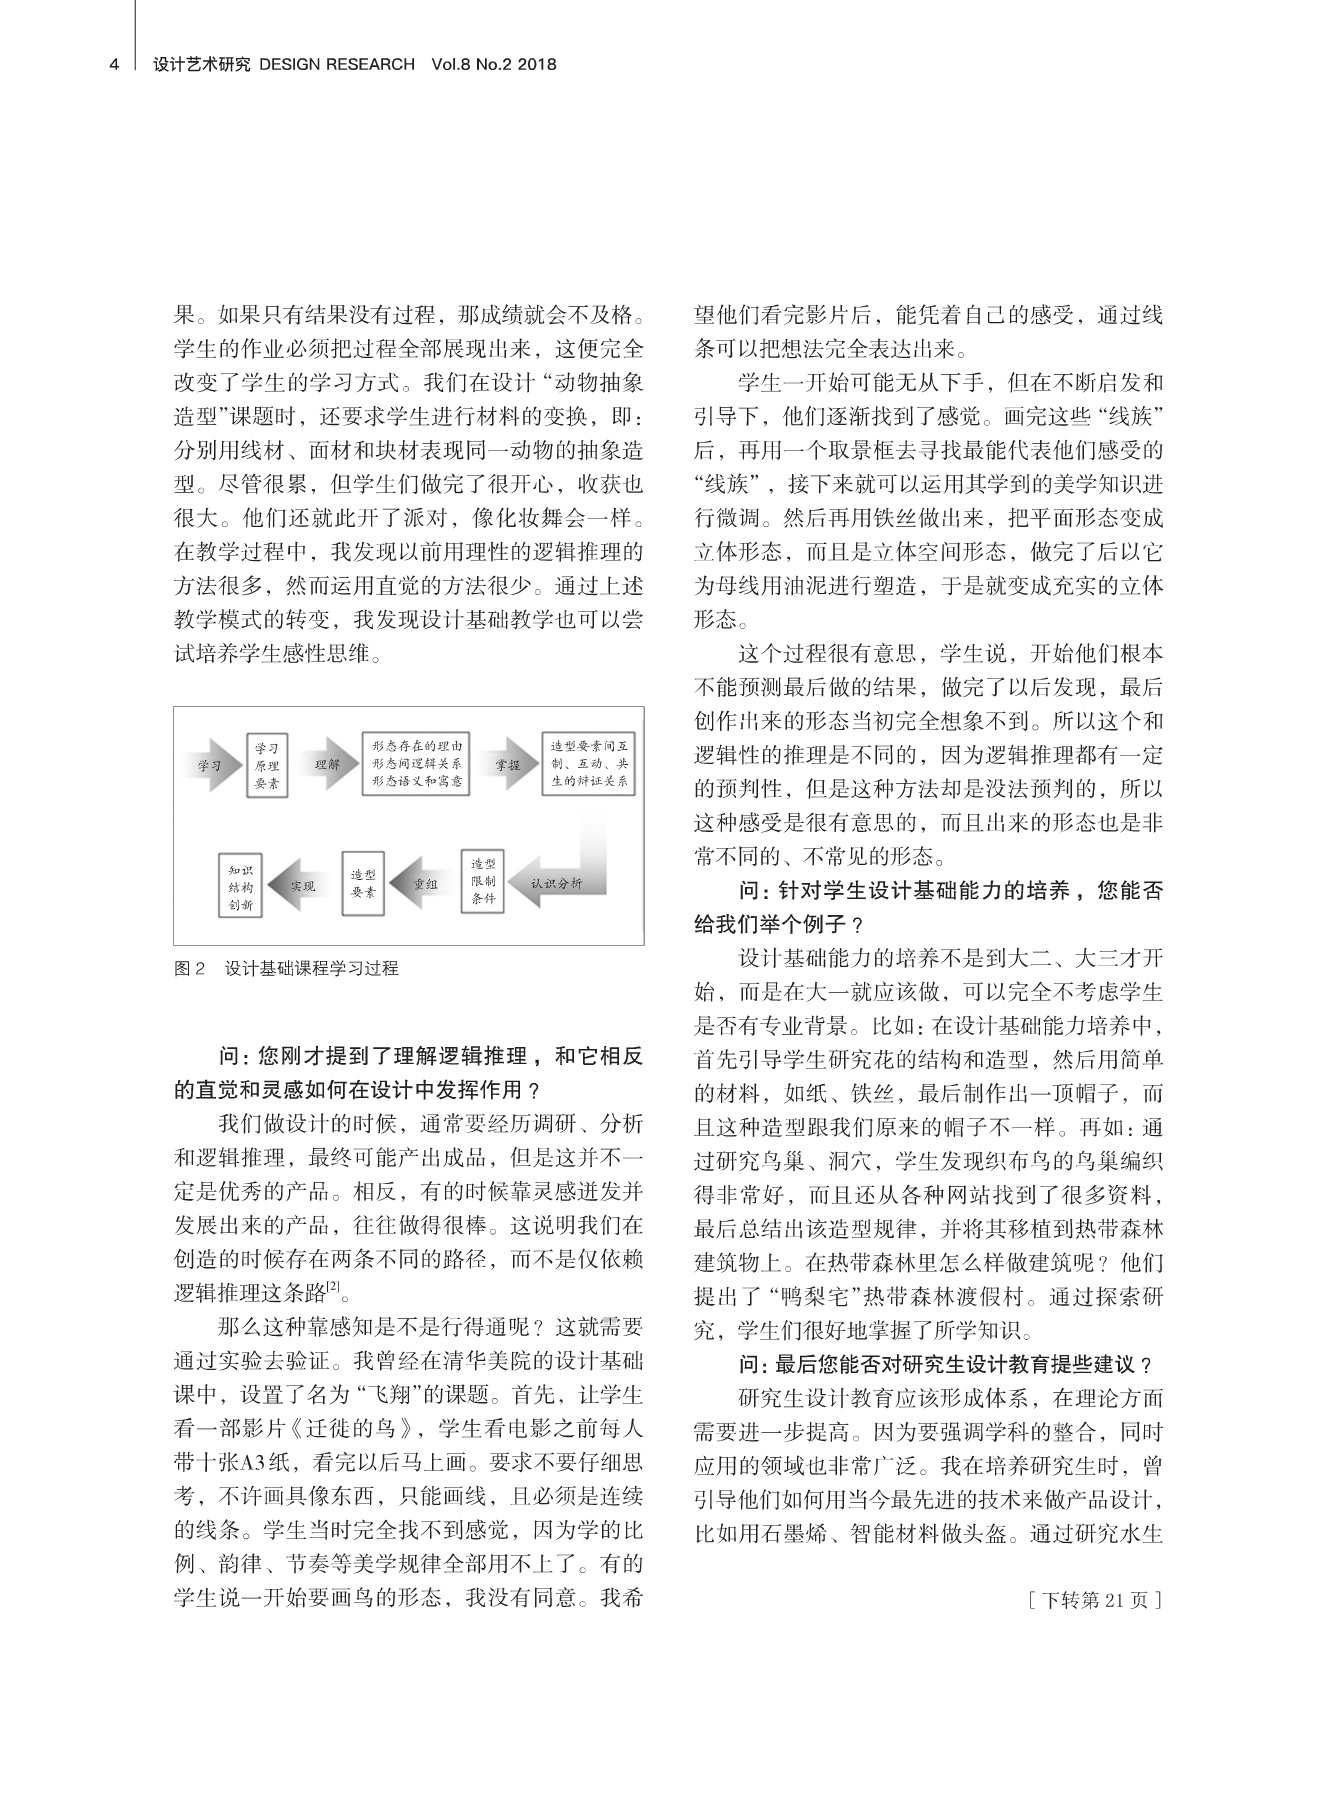 4 设计艺术研究 DESIGN RESEARCH Vol.8 No.2 2018
果。如果只有结果没有过程，那成绩就会不及格。
学生的作业必须把过程全部展现出来，这便完全
改变了学生的学习方式。我们在设计“动物抽象
造型”课题时，还要求学生进行材料的变换，即：
分别用线材、面材和块材表现同一动物的抽象造
型。尽管很累，但学生们做完了很开心，收获也
很大。他们还就此开了派对，像化妆舞会一样。
在教学过程中，我发现以前用理性的逻辑推理的
方法很多，然而运用直觉的方法很少。通过上述
教学模式的转变，我发现设计基础教学也可以尝
试培养学生感性思维。
学习
学习
原理
要素
理解
形态存在的理由
形态间逻辑关系
形态语义和寓意
掌握
造型要素间互
制、互动、共
生的辩证关系
认识分析
造型
限制
条件
重组
造型
要素
实现
知识
结构
创新
图 2 设计基础课程学习过程
问：您刚才提到了理解逻辑推理，和它相反
的直觉和灵感如何在设计中发挥作用？
我们做设计的时候，通常要经历调研、分析
和逻辑推理，最终可能产出成品，但是这并不一
定是优秀的产品。相反，有的时候靠灵感迸发并
发展出来的产品，往往做得很棒。这说明我们在
创造的时候存在两条不同的路径，而不是仅依赖
逻辑推理这条路[2]。
那么这种靠感知是不是行得通呢？这就需要
通过实验去验证。我曾经在清华美院的设计基础
课中，设置了名为“飞翔”的课题。首先，让学生
看一部影片《迁徙的鸟》，学生看电影之前每人
带十张A3纸，看完以后马上画。要求不要仔细思
考，不许画具像东西，只能画线，且必须是连续
的线条。学生当时完全找不到感觉，因为学的比
例、韵律、节奏等美学规律全部用不上了。有的
学生说一开始要画鸟的形态，我没有同意。我希
望他们看完影片后，能凭着自己的感受，通过线
条可以把想法完全表达出来。
学生一开始可能无从下手，但在不断启发和
引导下，他们逐渐找到了感觉。画完这些“线族”
后，再用一个取景框去寻找最能代表他们感受的
“线族”，接下来就可以运用其学到的美学知识进
行微调。然后再用铁丝做出来，把平面形态变成
立体形态，而且是立体空间形态，做完了后以它
为母线用油泥进行塑造，于是就变成充实的立体
形态。
这个过程很有意思，学生说，开始他们根本
不能预测最后做的结果，做完了以后发现，最后
创作出来的形态当初完全想象不到。所以这个和
逻辑性的推理是不同的，因为逻辑推理都有一定
的预判性，但是这种方法却是没法预判的，所以
这种感受是很有意思的，而且出来的形态也是非
常不同的、不常见的形态。
问：针对学生设计基础能力的培养，您能否
给我们举个例子？
设计基础能力的培养不是到大二、大三才开
始，而是在大一就应该做，可以完全不考虑学生
是否有专业背景。比如：在设计基础能力培养中，
首先引导学生研究花的结构和造型，然后用简单
的材料，如纸、铁丝，最后制作出一顶帽子，而
且这种造型跟我们原来的帽子不一样。再如：通
过研究鸟巢、洞穴，学生发现织布鸟的鸟巢编织
得非常好，而且还从各种网站找到了很多资料，
最后总结出该造型规律，并将其移植到热带森林
建筑物上。在热带森林里怎么样做建筑呢？他们
提出了“鸭梨宅”热带森林渡假村。通过探索研
究，学生们很好地掌握了所学知识。
问：最后您能否对研究生设计教育提些建议？
研究生设计教育应该形成体系，在理论方面
需要进一步提高。因为要强调学科的整合，同时
应用的领域也非常广泛。我在培养研究生时，曾
引导他们如何用当今最先进的技术来做产品设计，
比如用石墨烯、智能材料做头盔。通过研究水生
［下转第 21 页］